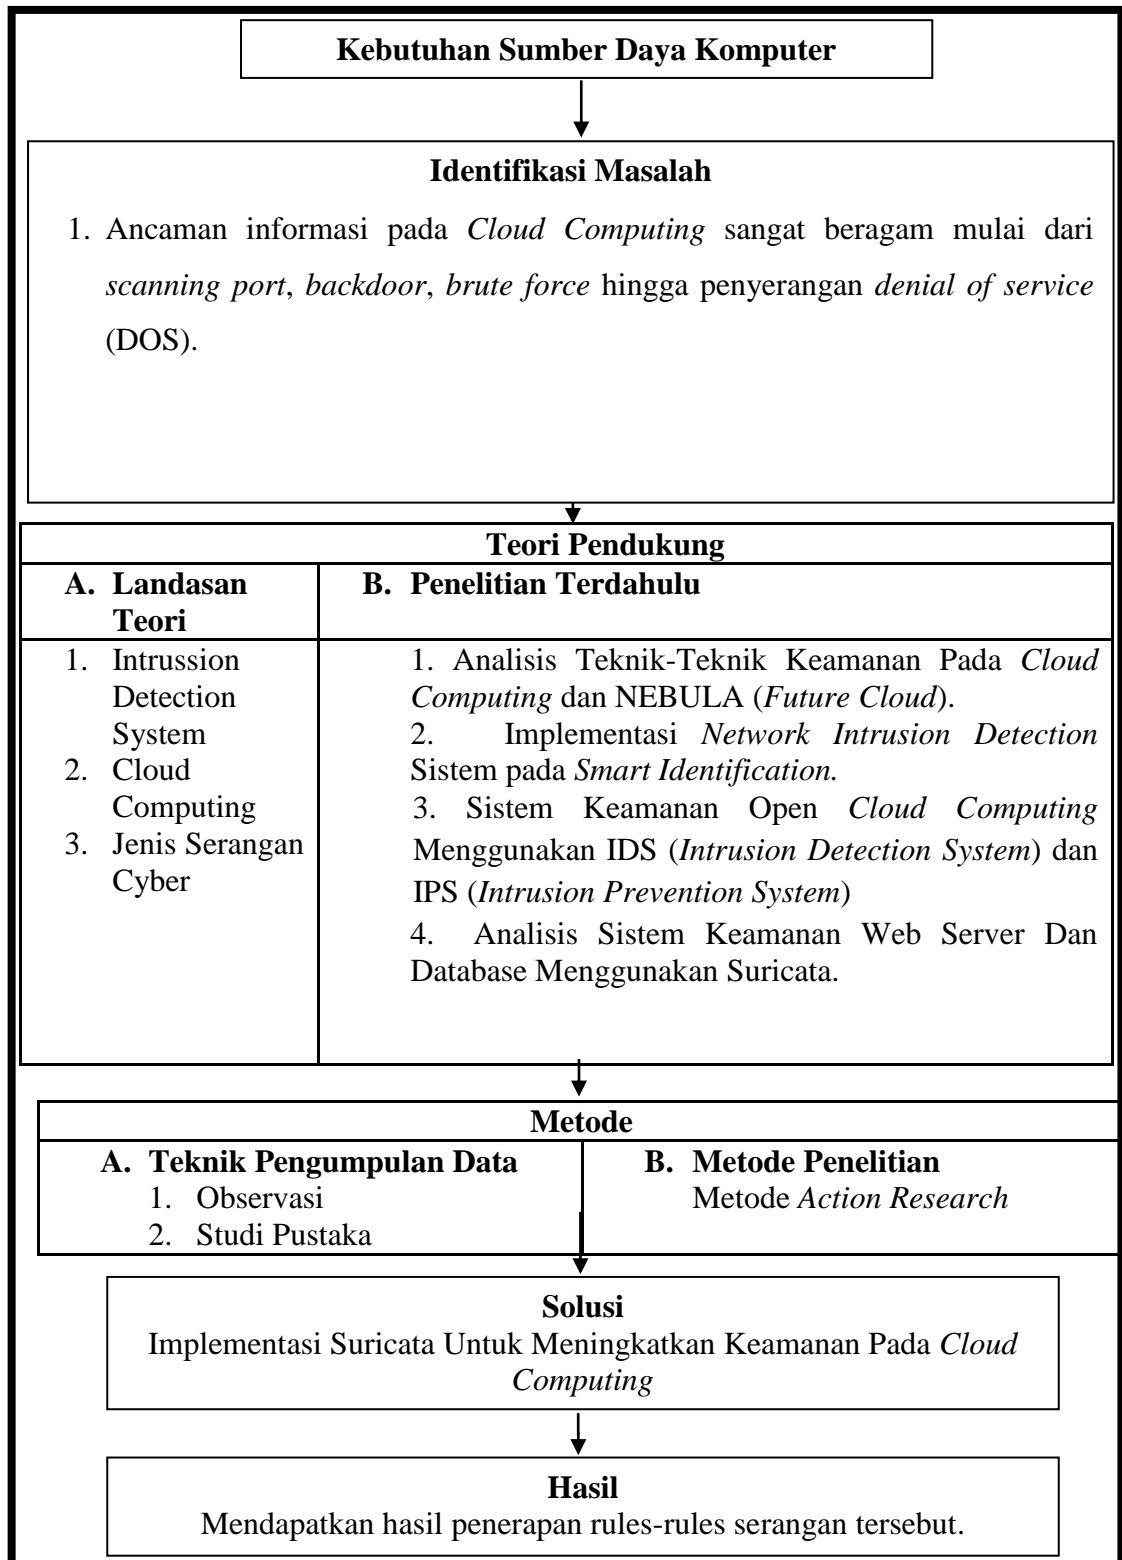 Kebutuhan Sumber Daya Komputer
Identifikasi Masalah
1. Ancaman informasi pada Cloud Computing sangat beragam mulai dari
scanning port, backdoor, brute force hingga penyerangan denial of service
(DOS).
Teori Pendukung
A. Landasan
Teori
B. Penelitian Terdahulu
1. Intrussion
Detection
System
2. Cloud
Computing
3. Jenis Serangan
Cyber
1. Analisis Teknik-Teknik Keamanan Pada Cloud
Computing dan NEBULA (Future Cloud).
2. Implementasi Network Intrusion Detection
Sistem pada Smart Identification.
3. Sistem Keamanan Open Cloud Computing
Menggunakan IDS (Intrusion Detection System) dan
IPS (Intrusion Prevention System)
4. Analisis Sistem Keamanan Web Server Dan
Database Menggunakan Suricata.
Metode
A. Teknik Pengumpulan Data
1. Observasi
2. Studi Pustaka
B. Metode Penelitian
Metode Action Research
Solusi
Implementasi Suricata Untuk Meningkatkan Keamanan Pada Cloud
Computing
Hasil
Mendapatkan hasil penerapan rules-rules serangan tersebut.